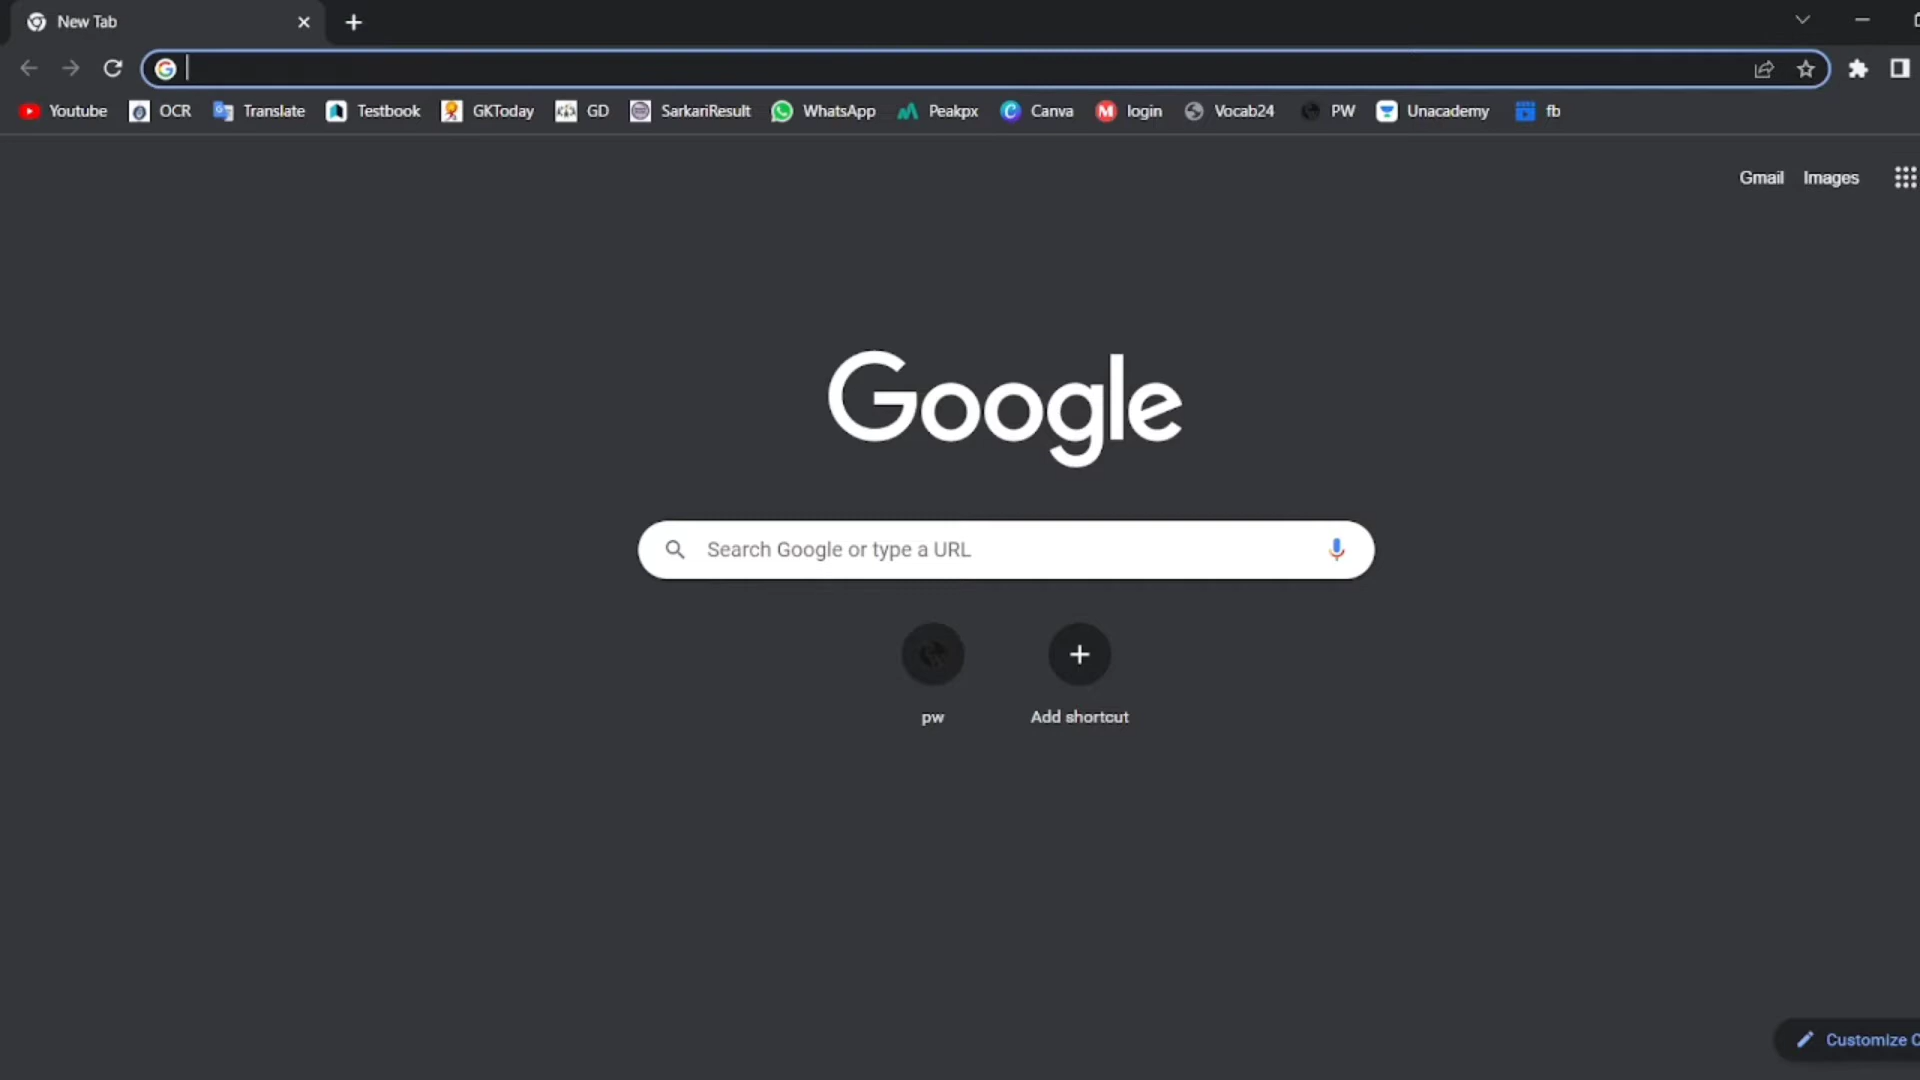 New Tab
Youtube OCR Translate Testbook GKToday GD SarkariResult WhatsApp Peakpx Canva login Vocab24 PW Unacademy fb
Gmail Images
Google
Search Google or type a URL
pw Add shortcut
Customize C